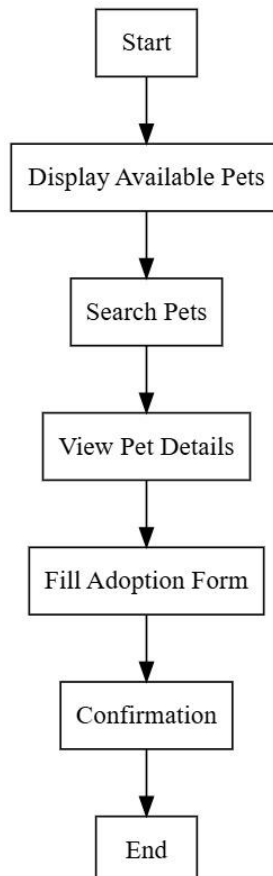 Start
Display Available Pets
Search Pets
View Pet Details
Fill Adoption Form
Confirmation
End